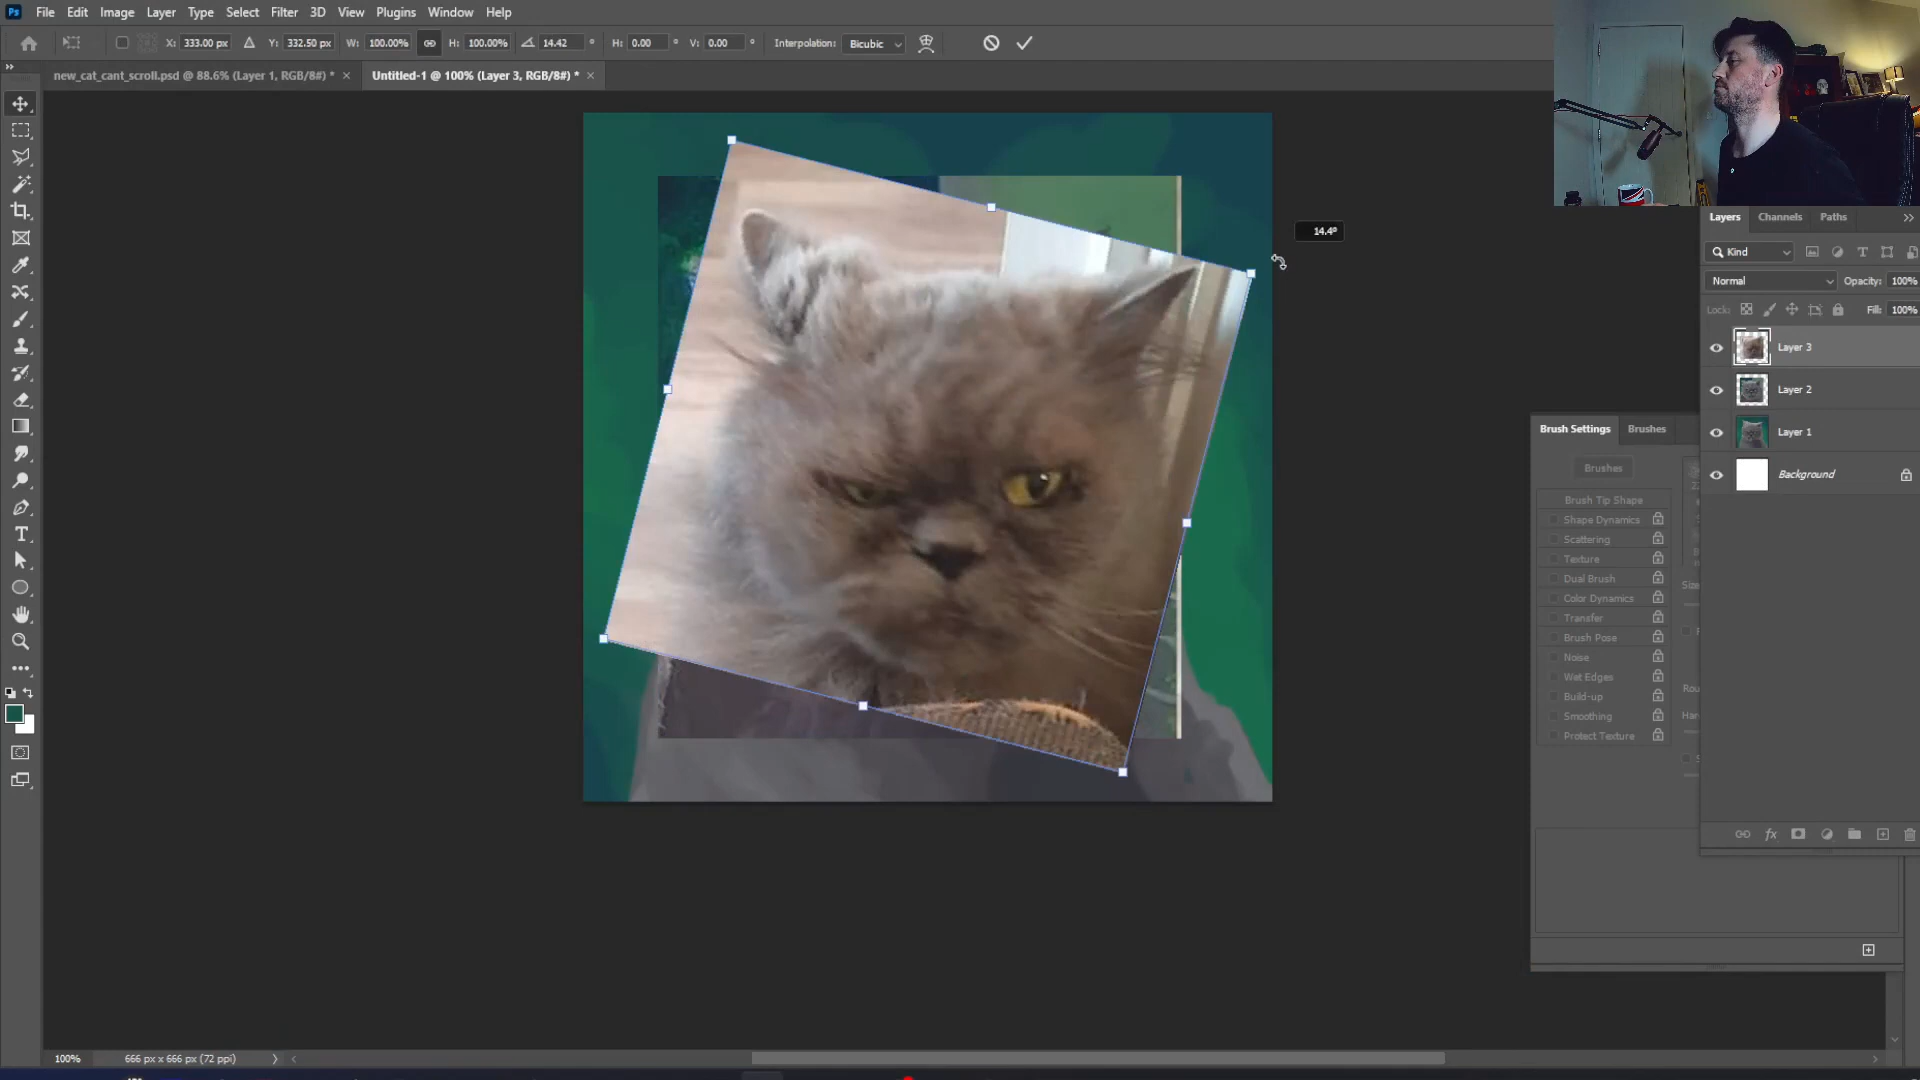 Ps File Edit Image Layer Type Select Filter 3D View Plugins Window Help
X: 333.00 px Y: 332.50 px W: 100.00% H: 100.00% 14.42 ° H: 0.00 ° V: 0.00 ° Interpolation: Bicubic
new_cat_cant_scroll.psd @ 88.6% (Layer 1, RGB/8#) * × Untitled-1 @ 100% (Layer 3, RGB/8#) * ×
14.4°
Layers Channels Paths
Kind
Normal Opacity: 100%
Lock: Fill: 100%
Layer 3
Layer 2
Layer 1
Background
Brush Settings Brushes
Brushes
Brush Tip Shape
Shape Dynamics
Scattering
Texture
Dual Brush
Color Dynamics
Transfer
Brush Pose
Noise
Wet Edges
Build-up
Smoothing
Protect Texture
fx
100% 666 px x 666 px (72 ppi)